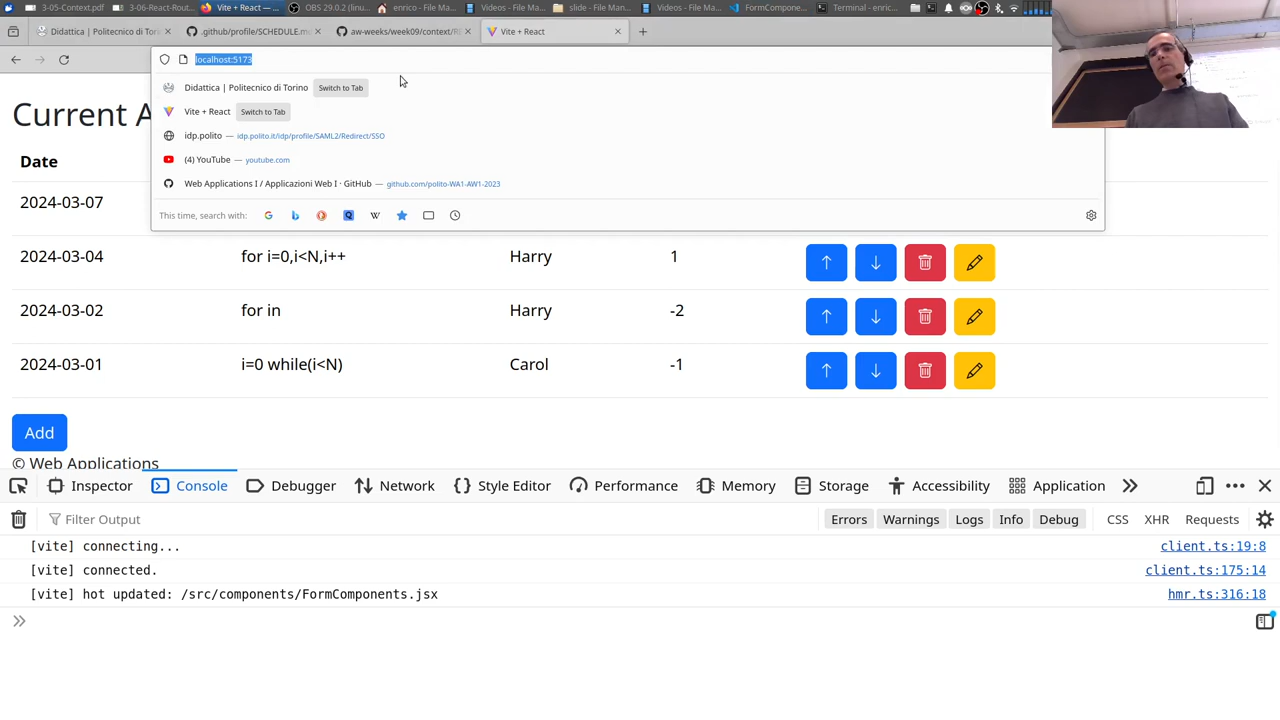 3-05-Context.pdf
3-06-React-Rout...
Vite + React — ...
OBS 29.0.2 (linu...
enrico - File Ma...
Videos - File Ma...
slide - File Man...
Videos - File Ma...
FormCompone...
Terminal - enric...
Didattica | Politecnico di Torin
.github/profile/SCHEDULE.m
aw-weeks/week09/context/R
Vite + React
localhost:5173
Didattica | Politecnico di Torino Switch to Tab
Vite + React Switch to Tab
idp.polito — idp.polito.it/idp/profile/SAML2/Redirect/SSO
(4) YouTube — youtube.com
Web Applications I / Applicazioni Web I · GitHub — github.com/polito-WA1-AW1-2023
This time, search with:
Current A
Date
2024-03-07
2024-03-04 for i=0,i<N,i++ Harry 1
2024-03-02 for in Harry -2
2024-03-01 i=0 while(i<N) Carol -1
Add
© Web Applications
Inspector Console Debugger Network Style Editor Performance Memory Storage Accessibility Application
Filter Output Errors Warnings Logs Info Debug CSS XHR Requests
[vite] connecting... client.ts:19:8
[vite] connected. client.ts:175:14
[vite] hot updated: /src/components/FormComponents.jsx hmr.ts:316:18